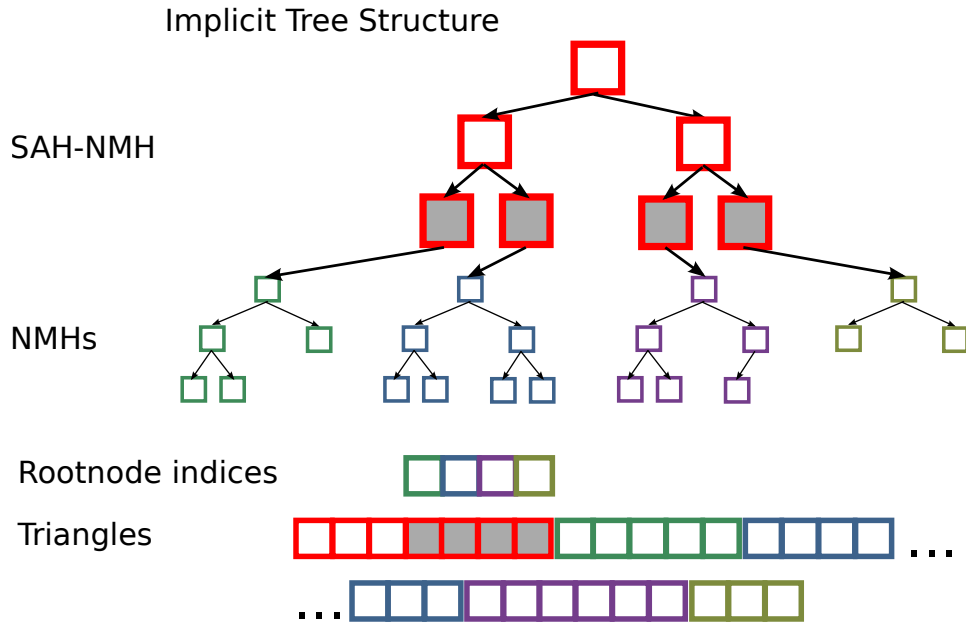 Implicit Tree Structure
SAH-NMH
NMHs
Rootnode indices
Triangles
...
...